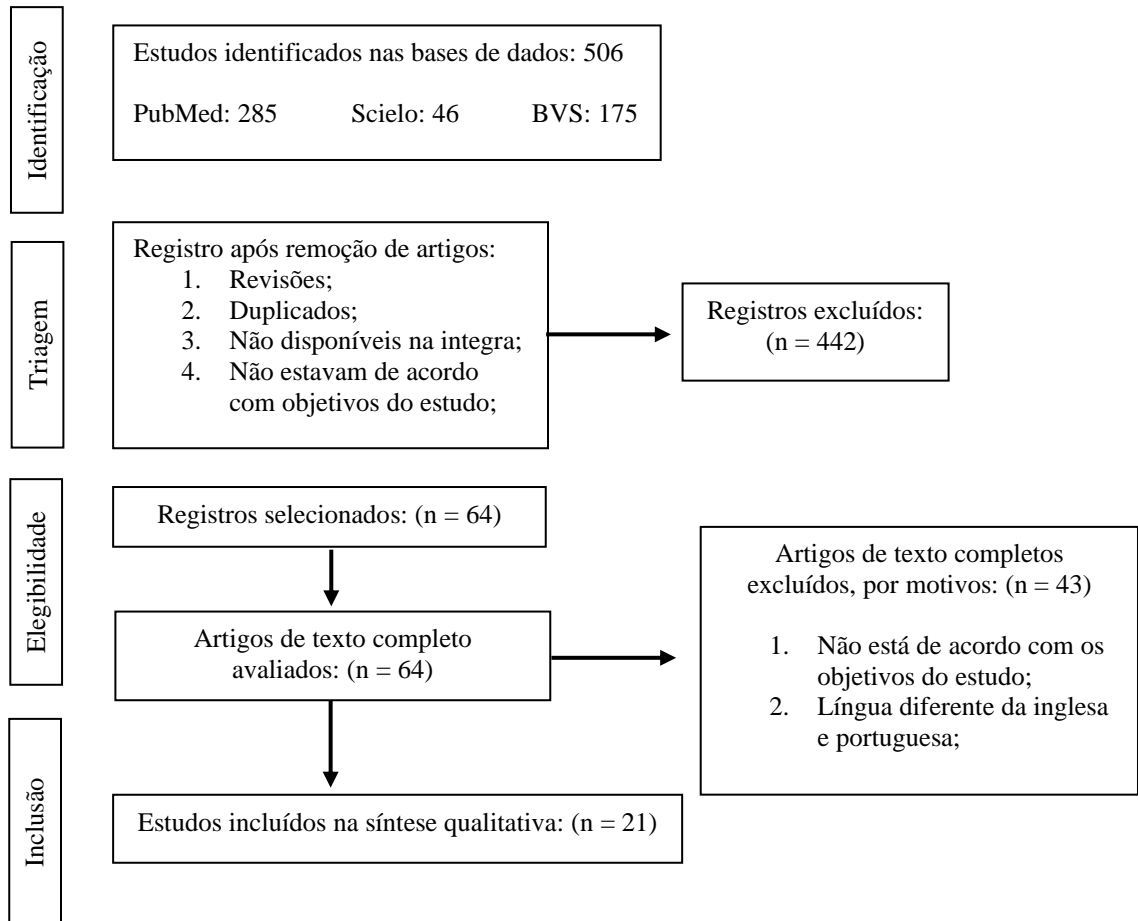 Identificação
Estudos identificados nas bases de dados: 506
PubMed: 285 Scielo: 46 BVS: 175
Triagem
Registro após remoção de artigos:
1. Revisões;
2. Duplicados;
3. Não disponíveis na integra;
4. Não estavam de acordo
com objetivos do estudo;
Registros excluídos:
(n = 442)
Elegibilidade
Registros selecionados: (n = 64)
Artigos de texto completo
avaliados: (n = 64)
Artigos de texto completos
excluídos, por motivos: (n = 43)
1. Não está de acordo com os
objetivos do estudo;
2. Língua diferente da inglesa
e portuguesa;
Inclusão
Estudos incluídos na síntese qualitativa: (n = 21)